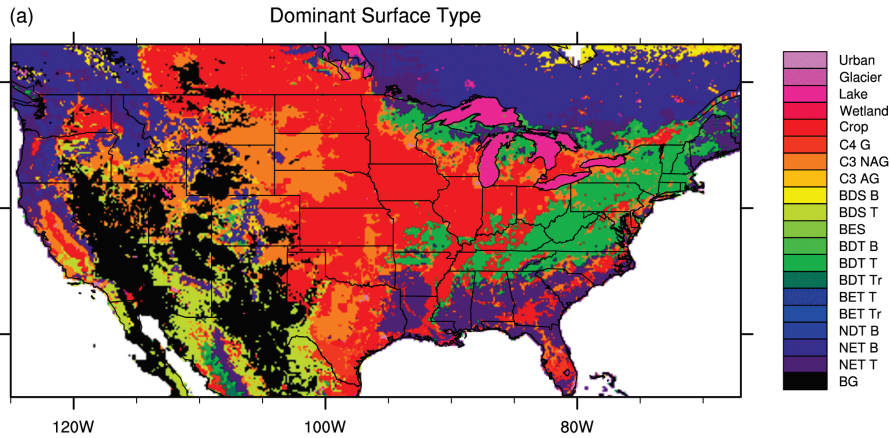 (a)
Dominant Surface Type
Urban
Glacier
Lake
Wetland
Crop
C4 G
C3 NAG
C3 AG
BDS B
BDS T
BES
BDT B
BDT T
BDT Tr
BET T
BET Tr
NDT B
NET B
NET T
BG
120W
100W
80W